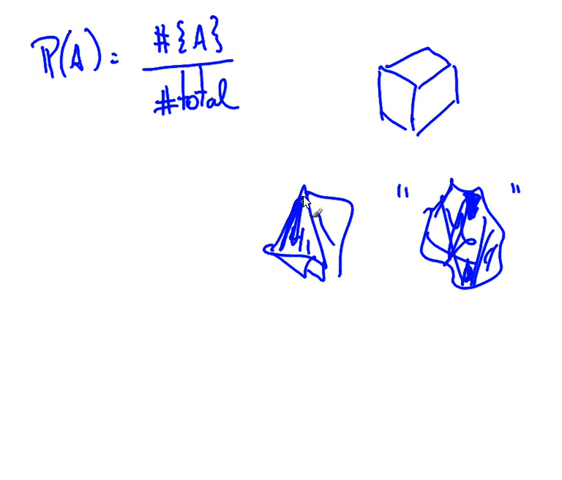 P(A) = #{A}
#total
" "